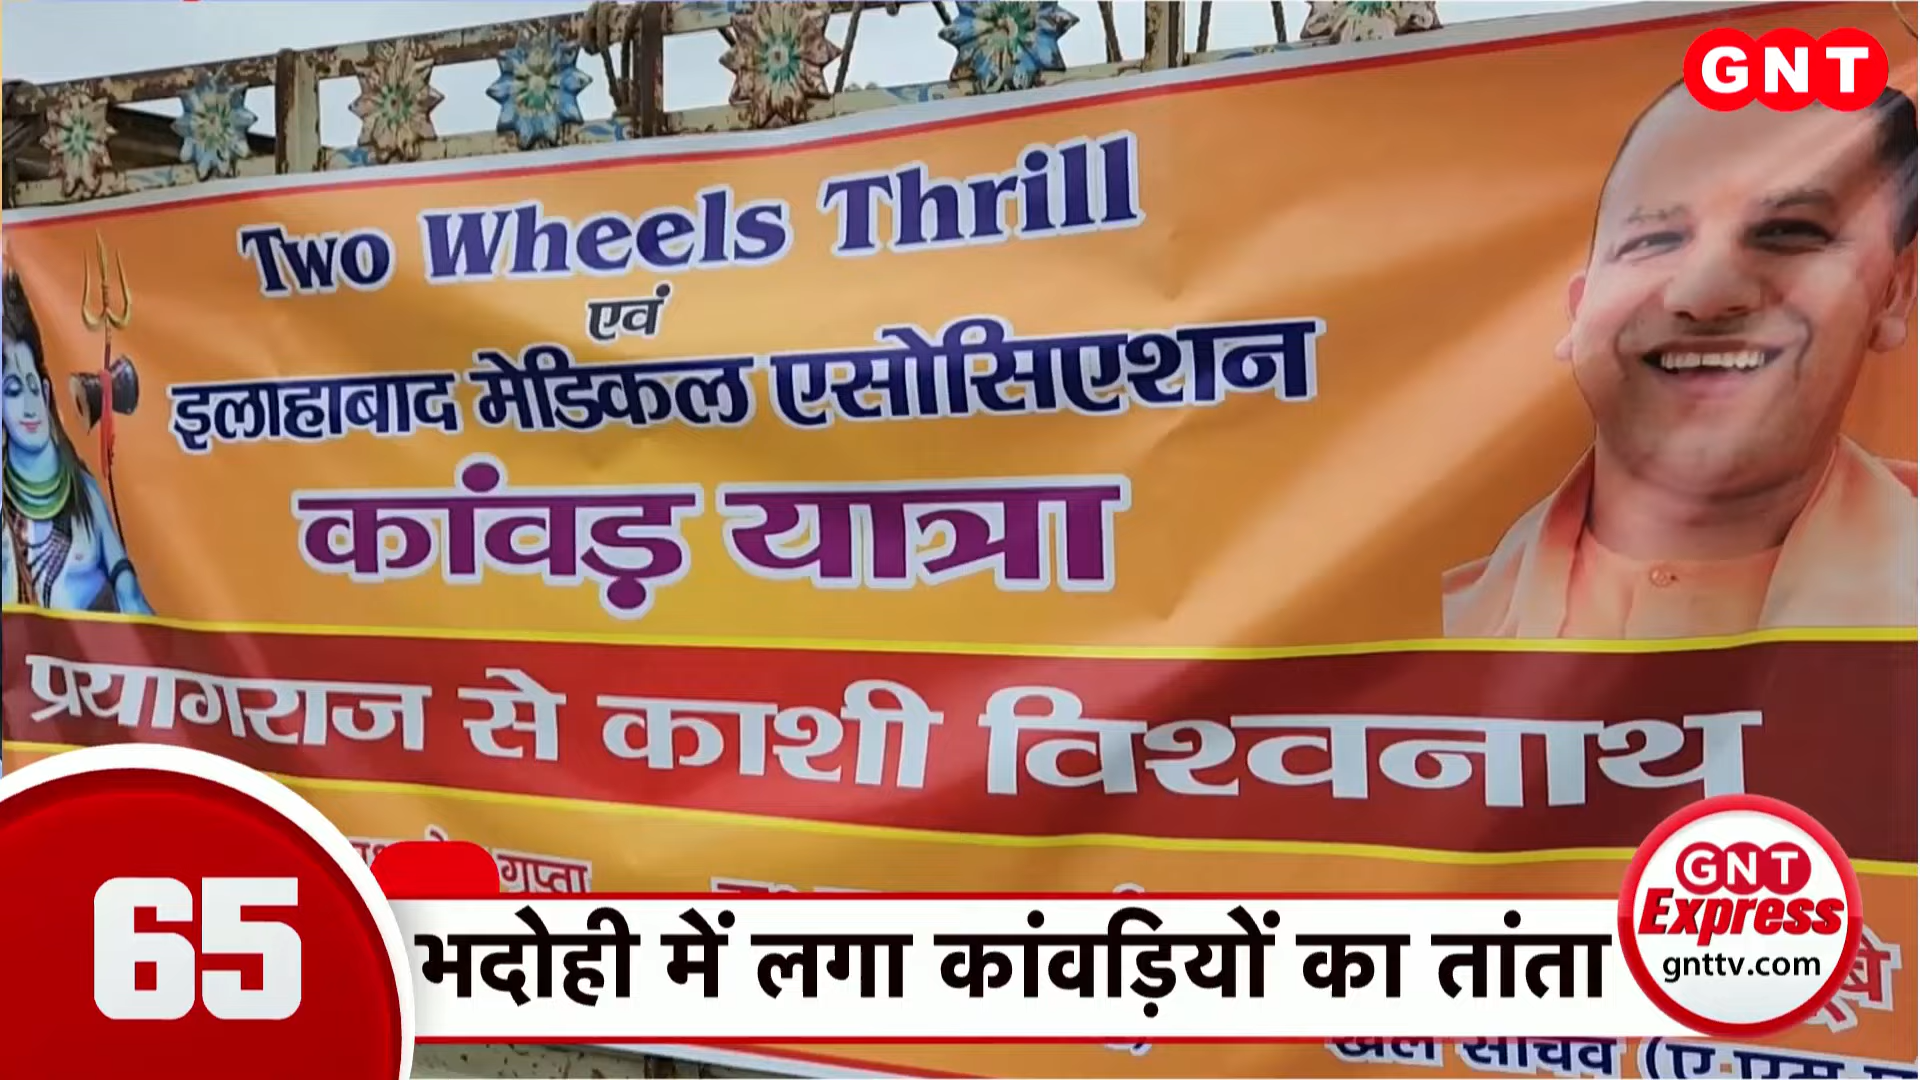 GNT
Two Wheels Thrill
एवं
इलाहाबाद मेडिकल एसोसिएशन
कांवड़ यात्रा
प्रयागराज से काशी विश्वनाथ
गुप्ता
65
भदोही में लगा कांवड़ियों का तांता
GNT
Express
gnttv.com
खेल सचिव